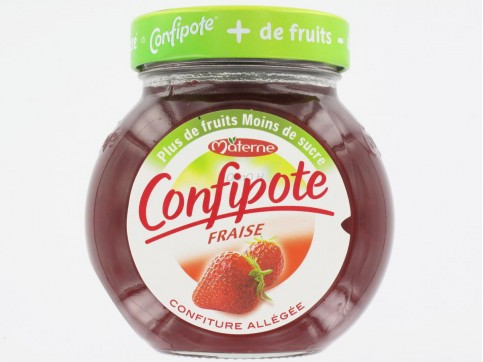 Confipote + de fruits -
Plus de fruits Moins de sucre
Materne
Confipote
FRAISE
CONFITURE ALLÉGÉE